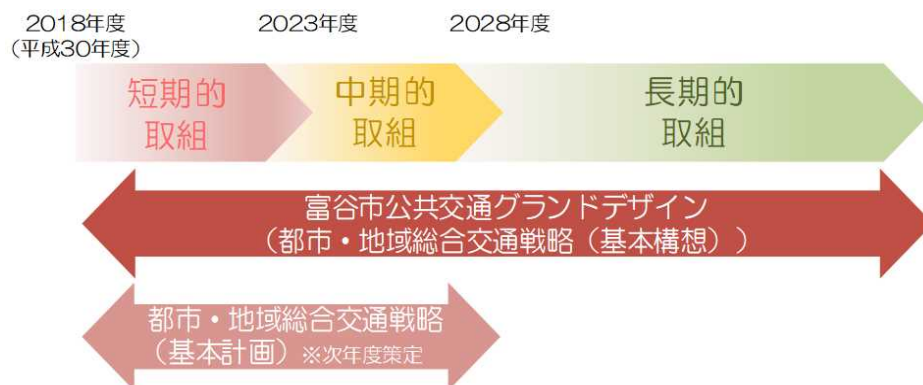 2018年度
（平成30年度）
2023年度
2028年度
短期的
取組
中期的
取組
長期的
取組
富谷市公共交通グランドデザイン
（都市・地域総合交通戦略（基本構想））
都市・地域総合交通戦略
（基本計画）※次年度策定